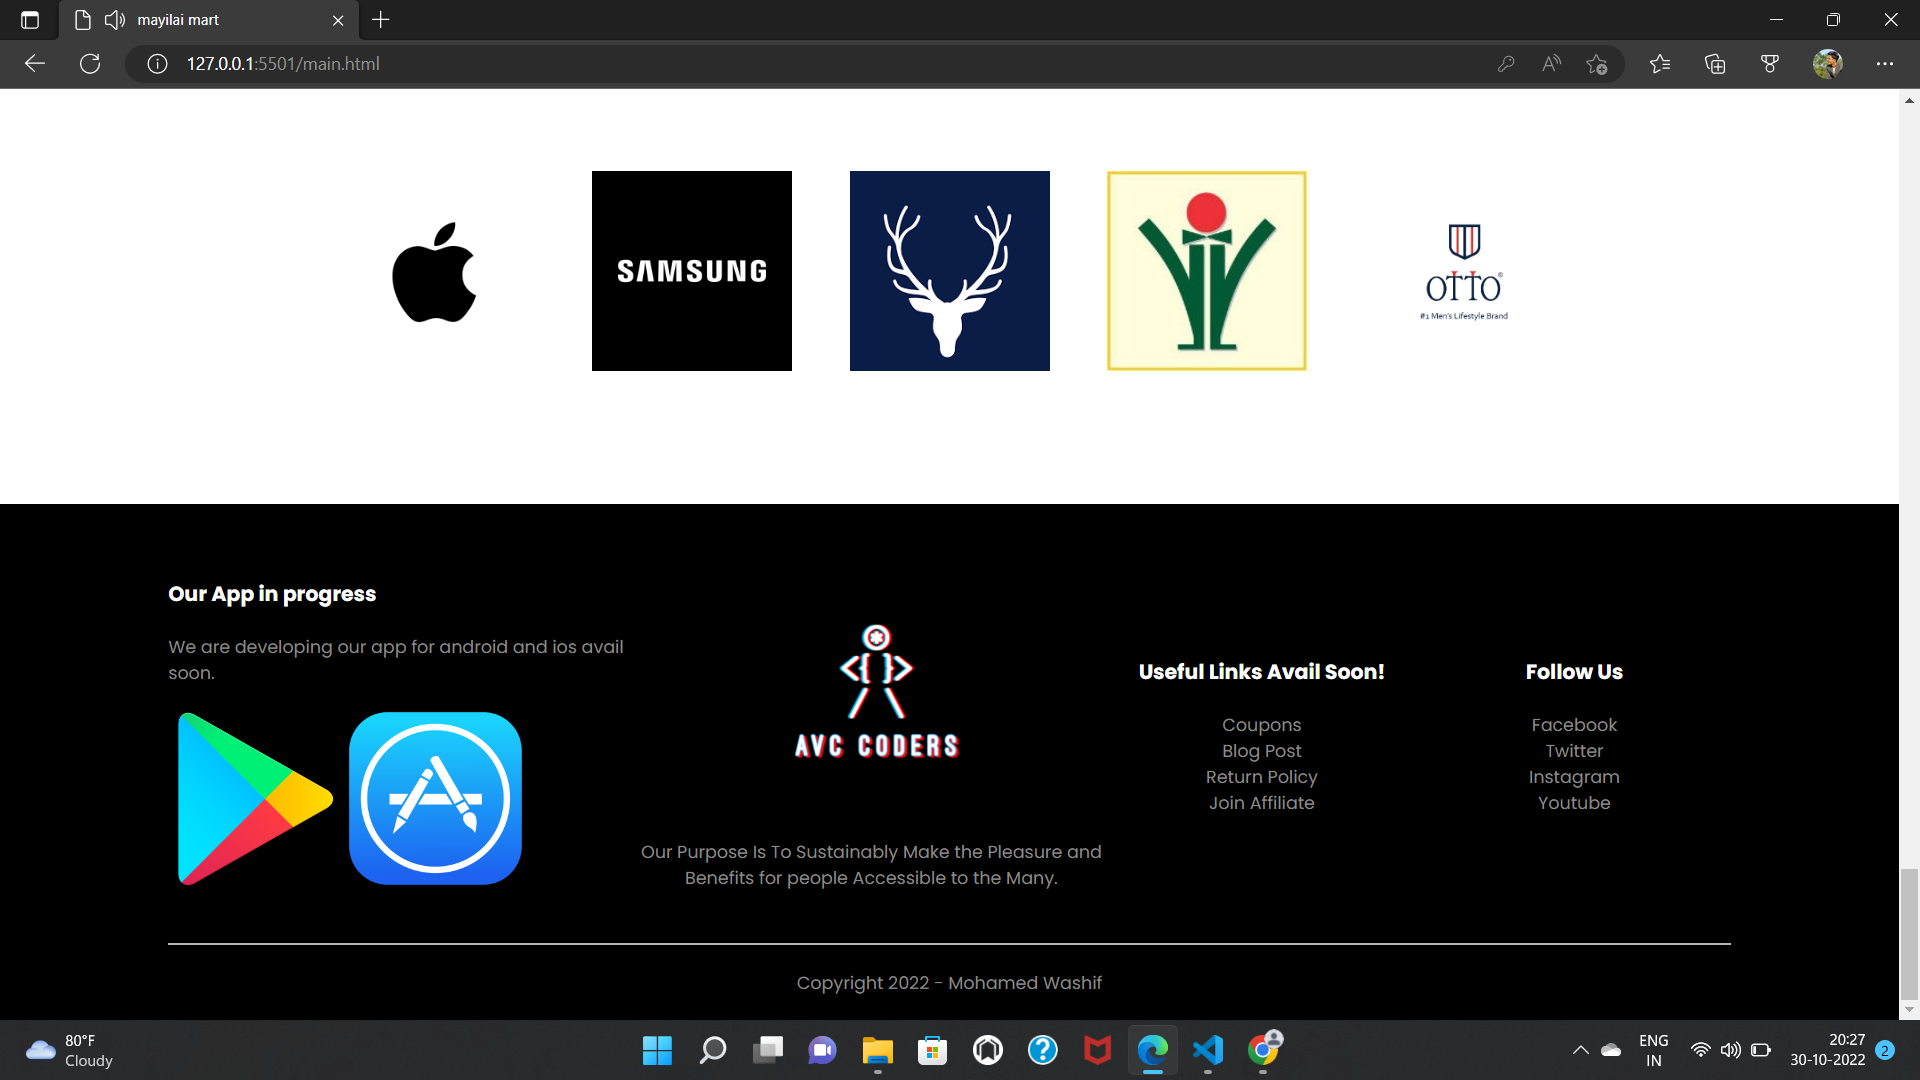 mayilai mart
127.0.0.1:5501/main.html
SAMSUNG
OTTO®
#1 Men's Lifestyle Brand
Our App in progress
We are developing our app for android and ios avail
soon.
AVC CODERS
Our Purpose Is To Sustainably Make the Pleasure and
Benefits for people Accessible to the Many.
Useful Links Avail Soon!
Coupons
Blog Post
Return Policy
Join Affiliate
Follow Us
Facebook
Twitter
Instagram
Youtube
Copyright 2022 - Mohamed Washif
80°F
Cloudy
ENG
IN
20:27
30-10-2022
2